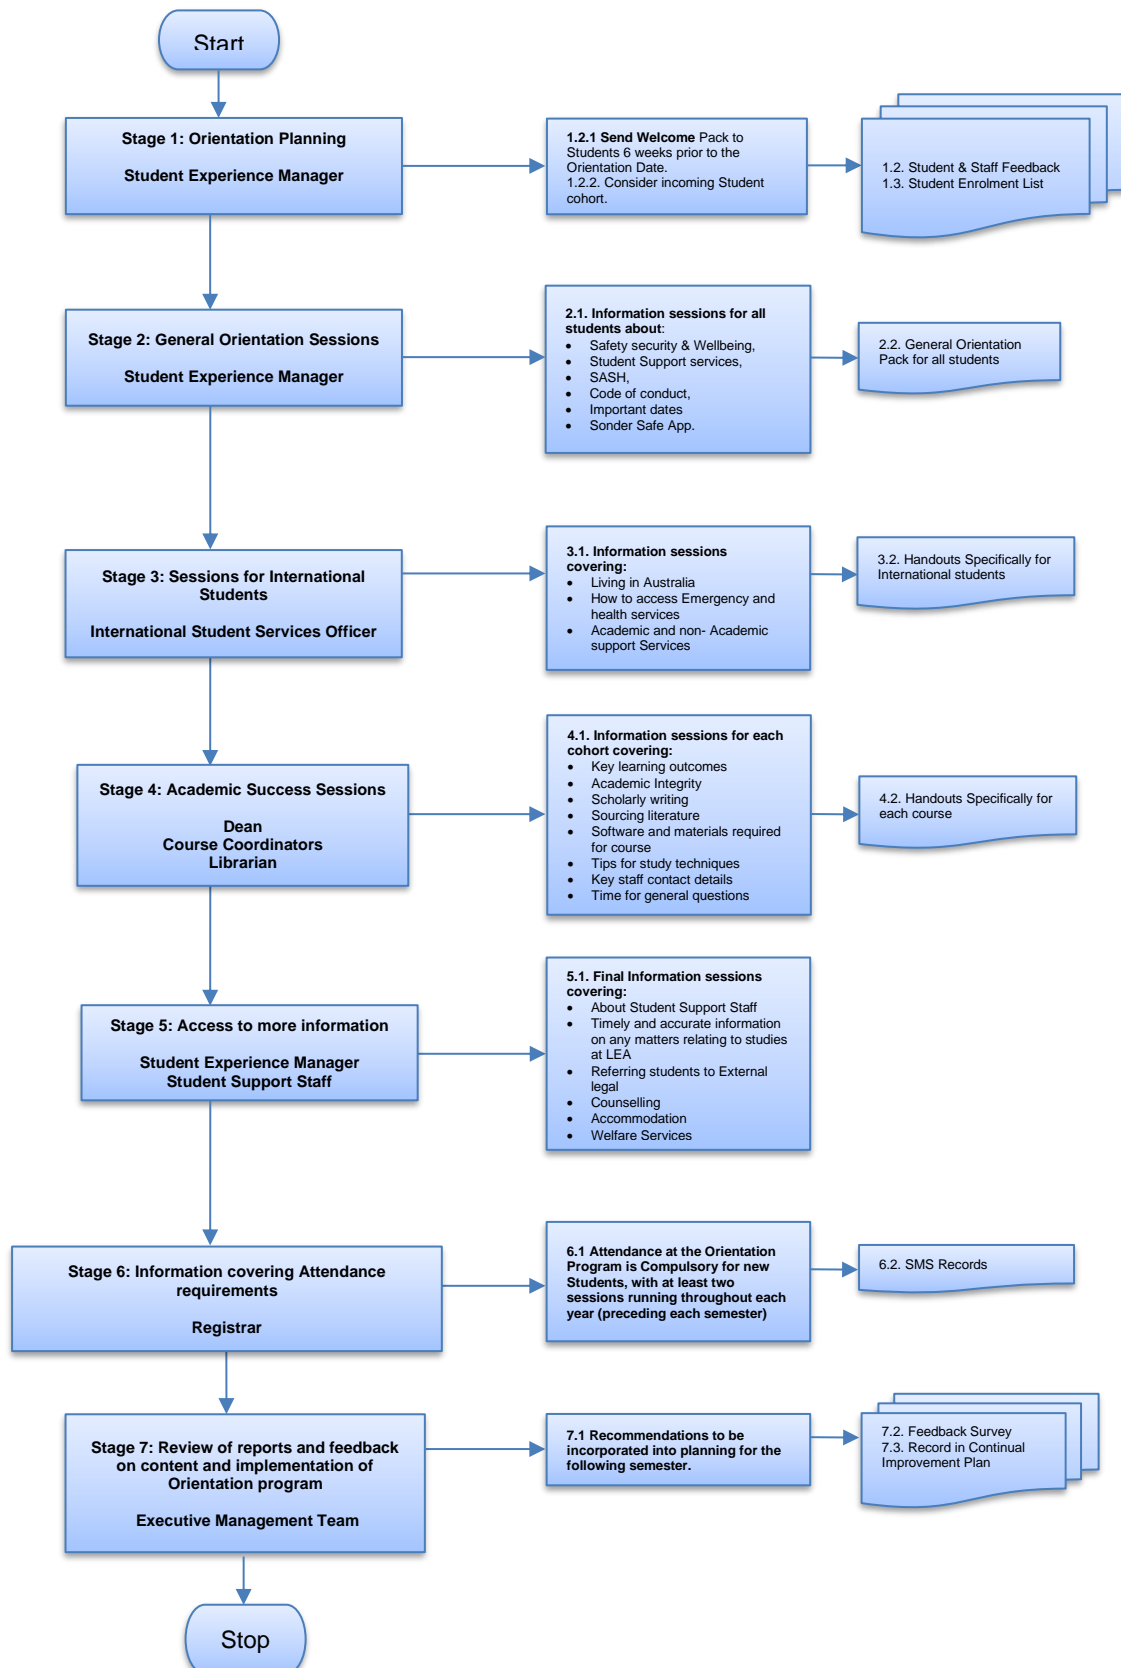 Start
Stage 1: Orientation Planning
Student Experience Manager
1.2.1 Send Welcome Pack to
Students 6 weeks prior to the
Orientation Date.
1.2.2. Consider incoming Student
cohort.
1.2. Student & Staff Feedback
1.3. Student Enrolment List
Stage 2: General Orientation Sessions
Student Experience Manager
2.1. Information sessions for all
students about:
• Safety security & Wellbeing,
• Student Support services,
• SASH,
• Code of conduct,
• Important dates
• Sonder Safe App.
2.2. General Orientation
Pack for all students
Stage 3: Sessions for International
Students
International Student Services Officer
3.1. Information sessions
covering:
• Living in Australia
• How to access Emergency and
health services
• Academic and non- Academic
support Services
3.2. Handouts Specifically for
International students
Stage 4: Academic Success Sessions
Dean
Course Coordinators
Librarian
4.1. Information sessions for each
cohort covering:
• Key learning outcomes
• Academic Integrity
• Scholarly writing
• Sourcing literature
• Software and materials required
for course
• Tips for study techniques
• Key staff contact details
• Time for general questions
4.2. Handouts Specifically for
each course
Stage 5: Access to more information
Student Experience Manager
Student Support Staff
5.1. Final Information sessions
covering:
• About Student Support Staff
• Timely and accurate information
on any matters relating to studies
at LEA
• Referring students to External
legal
• Counselling
• Accommodation
• Welfare Services
Stage 6: Information covering Attendance
requirements
Registrar
6.1 Attendance at the Orientation
Program is Compulsory for new
Students, with at least two
sessions running throughout each
year (preceding each semester)
6.2. SMS Records
Stage 7: Review of reports and feedback
on content and implementation of
Orientation program
Executive Management Team
7.1 Recommendations to be
incorporated into planning for the
following semester.
7.2. Feedback Survey
7.3. Record in Continual
Improvement Plan
Stop